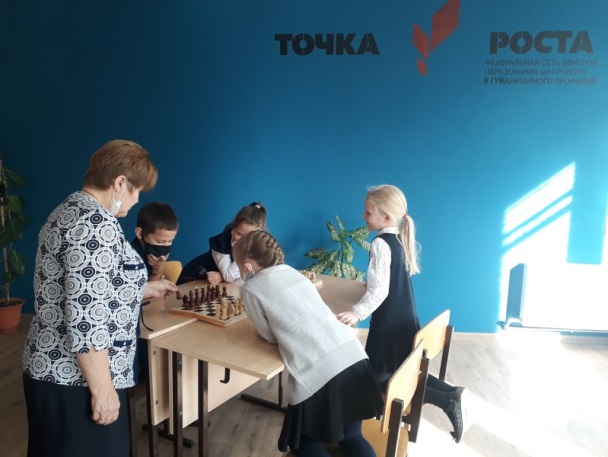 ТОЧКА РОСТА
ФЕДЕРАЛЬНАЯ СЕТЬ ЦЕНТРОВ
ОБРАЗОВАНИЯ ЦИФРОВОГО
И ГУМАНИТАРНОГО ПРОФИЛЕЙ